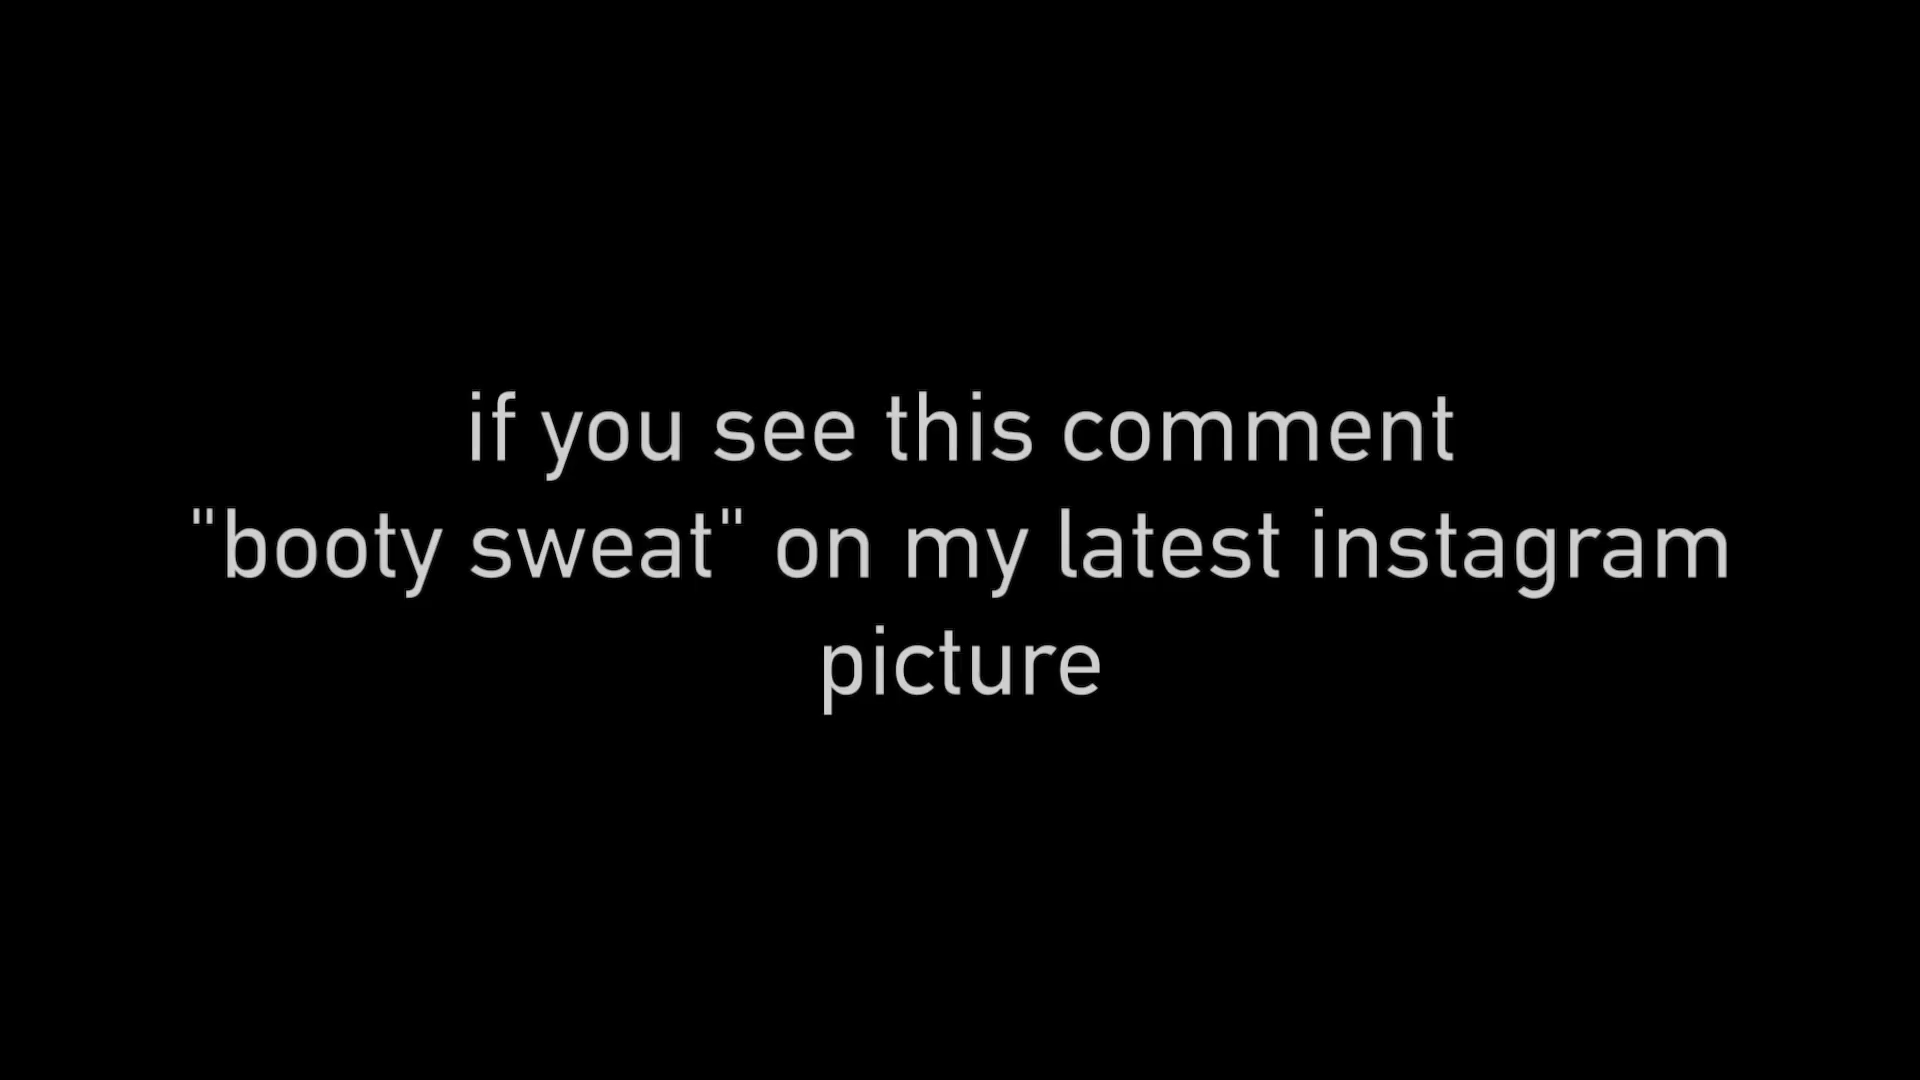 if you see this comment
"booty sweat" on my latest instagram
picture